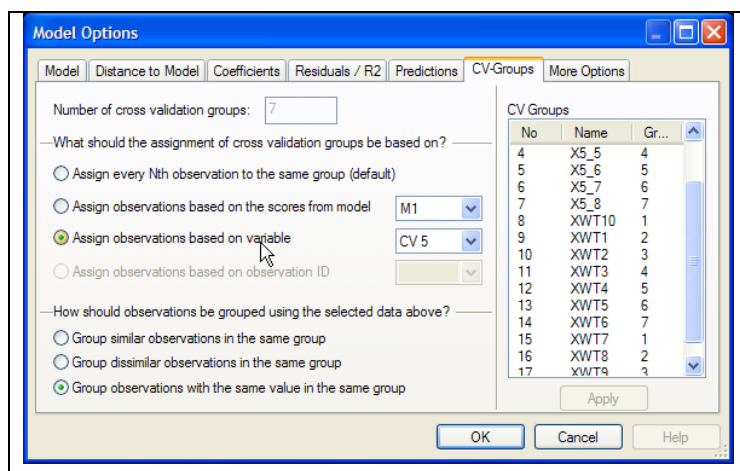 Model Options
Model Distance to Model Coefficients Residuals / R2 Predictions CV-Groups More Options
Number of cross validation groups: 7
What should the assignment of cross validation groups be based on?
Assign every Nth observation to the same group (default)
Assign observations based on the scores from model M1
Assign observations based on variable CV 5
Assign observations based on observation ID
How should observations be grouped using the selected data above?
Group similar observations in the same group
Group dissimilar observations in the same group
Group observations with the same value in the same group
CV Groups
No Name Gr...
4 X5_5 4
5 X5_6 5
6 X5_7 6
7 X5_8 7
8 XWT10 1
9 XWT1 2
10 XWT2 3
11 XWT3 4
12 XWT4 5
13 XWT5 6
14 XWT6 7
15 XWT7 1
16 XWT8 2
17 XWT9 3
Apply
OK Cancel Help